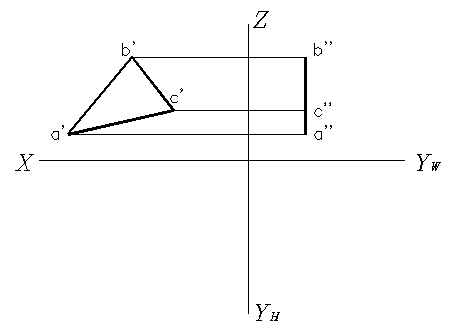 Z
b' b''
c' c''
a' a''
X Y_W
Y_H